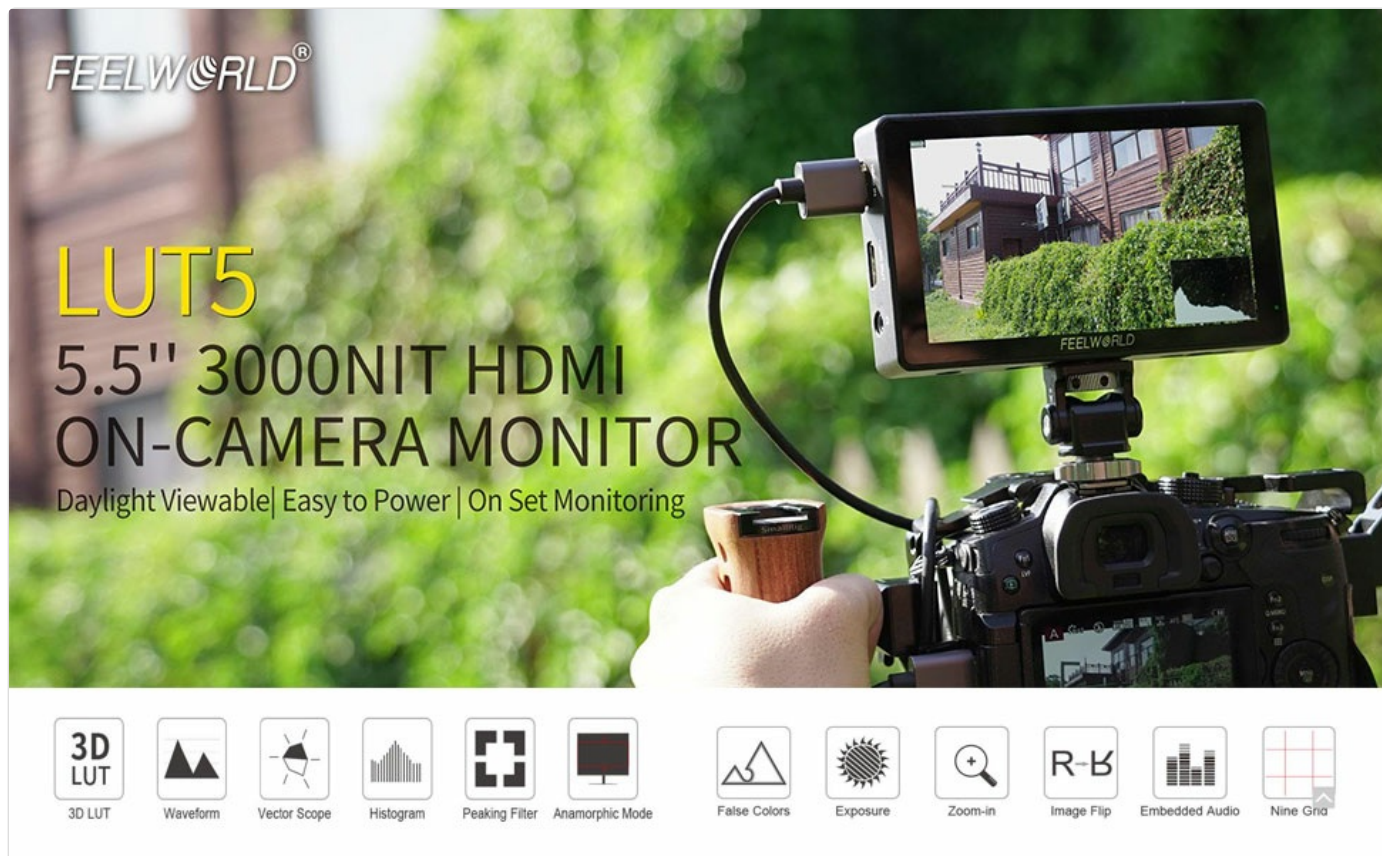 FEELWORLD®
LUT5
5.5'' 3000NIT HDMI
ON-CAMERA MONITOR
Daylight Viewable| Easy to Power | On Set Monitoring
FEELWORLD
SmallRig
A
3D
LUT
R-R
3D LUT
Waveform
Vector Scope
Histogram
Peaking Filter
Anamorphic Mode
False Colors
Exposure
Zoom-in
Image Flip
Embedded Audio
Nine Grid